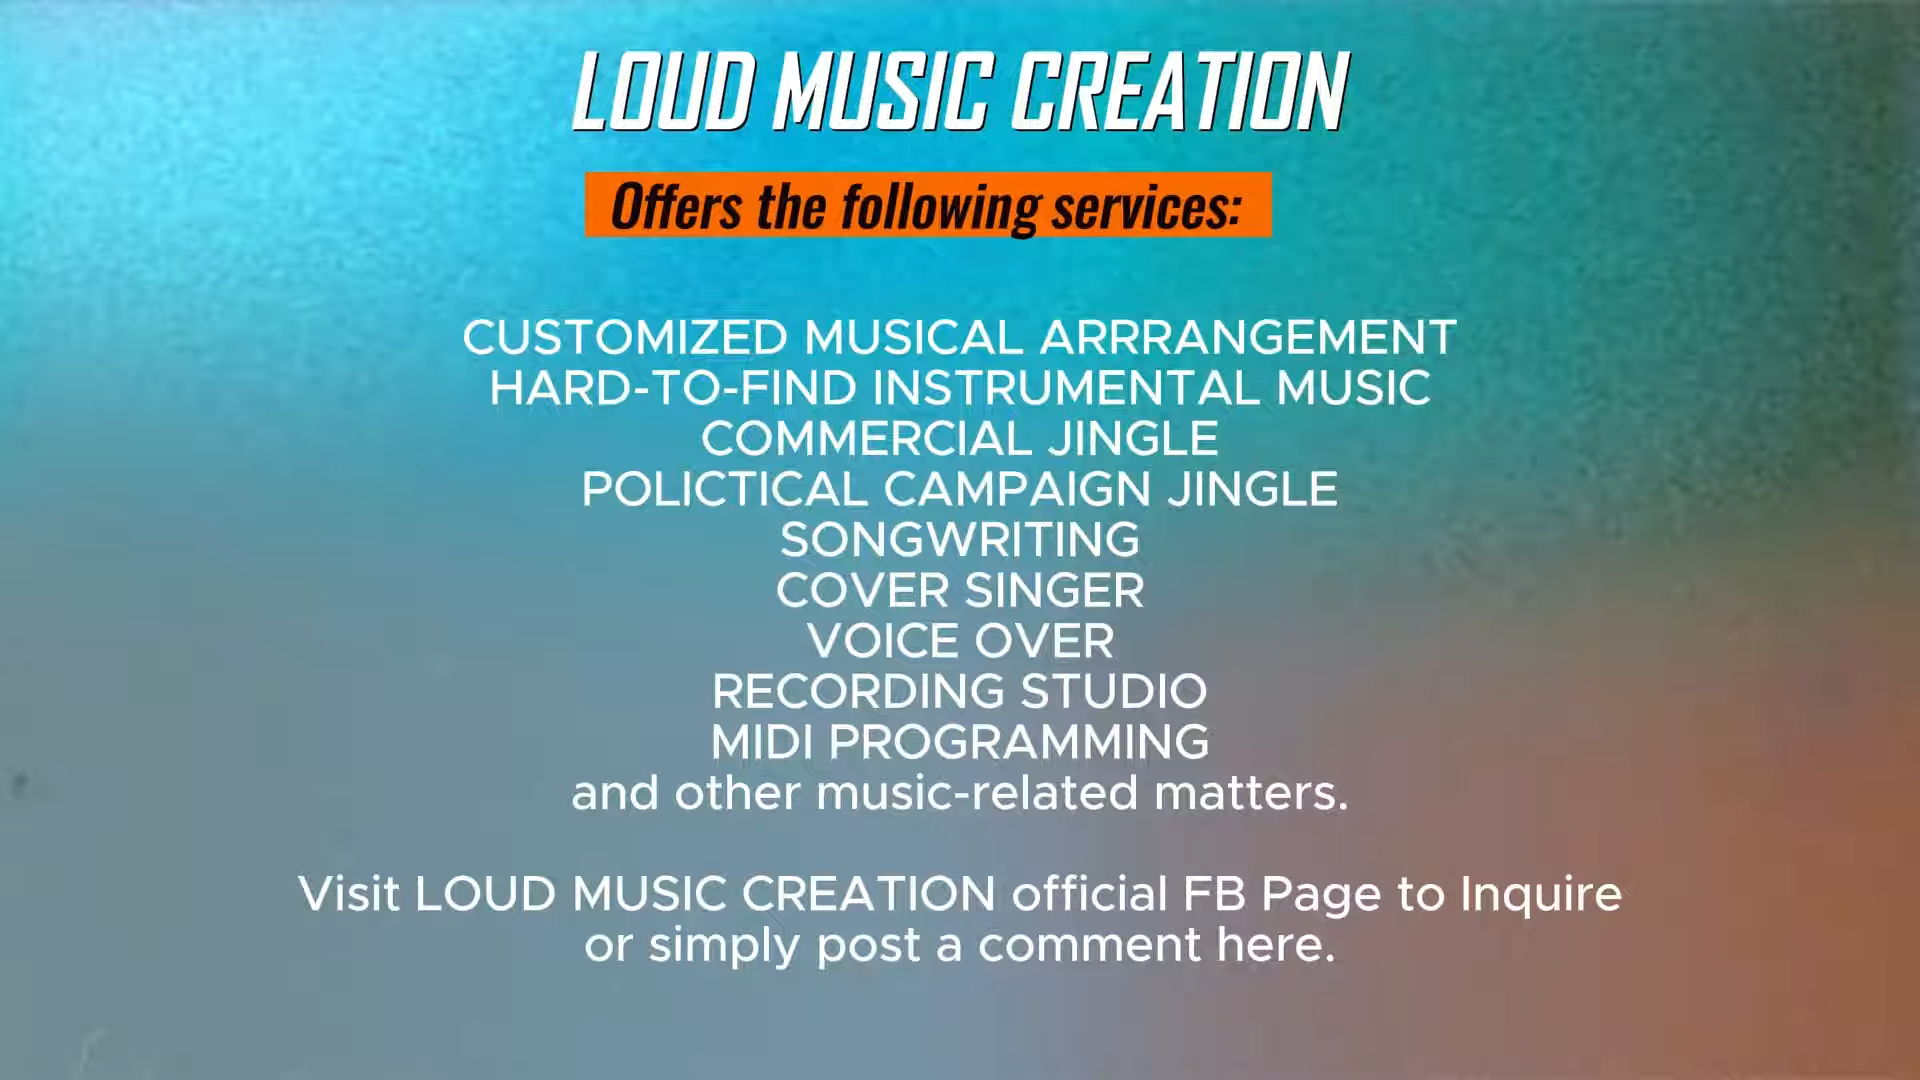 LOUD MUSIC CREATION
Offers the following services:
CUSTOMIZED MUSICAL ARRRANGEMENT
HARD-TO-FIND INSTRUMENTAL MUSIC
COMMERCIAL JINGLE
POLICTICAL CAMPAIGN JINGLE
SONGWRITING
COVER SINGER
VOICE OVER
RECORDING STUDIO
MIDI PROGRAMMING
and other music-related matters.
Visit LOUD MUSIC CREATION official FB Page to Inquire
or simply post a comment here.